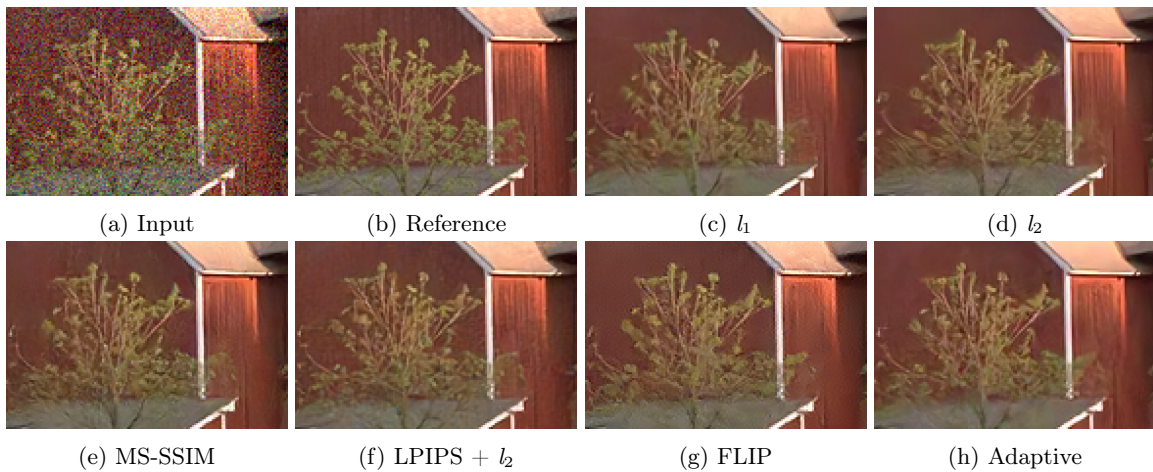 (a) Input
(b) Reference
(c) l₁
(d) l₂
(e) MS-SSIM
(f) LPIPS + l₂
(g) FLIP
(h) Adaptive